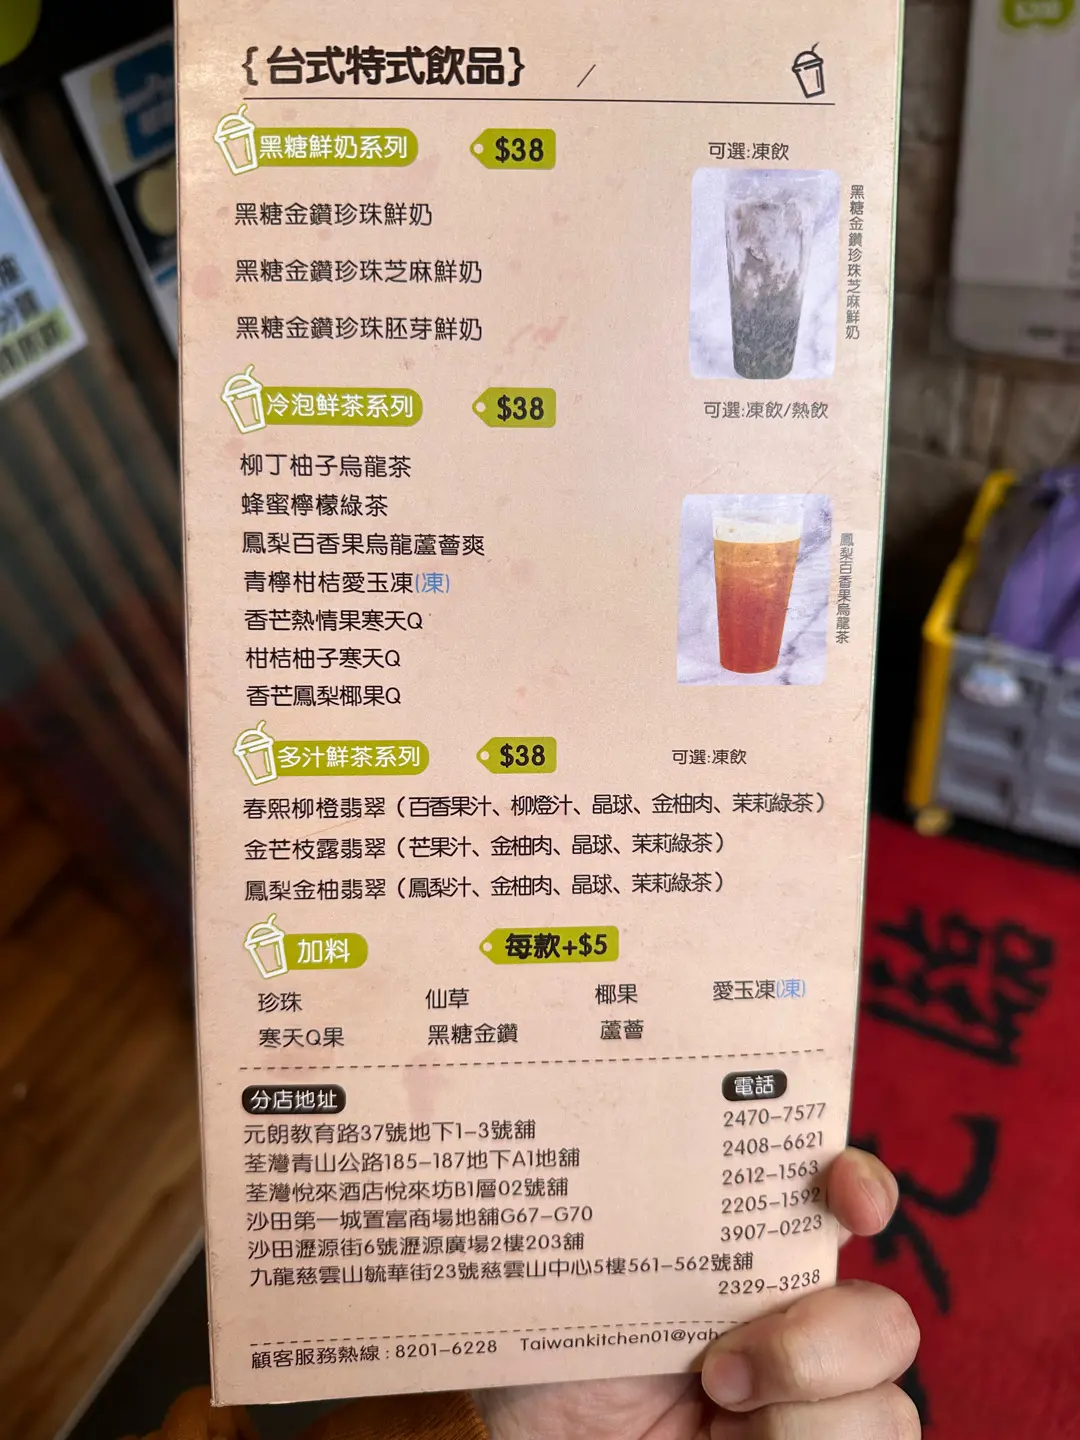 {台式特式飲品}
黑糖鮮奶系列 $38 可選:凍飲
黑糖金鑽珍珠鮮奶
黑糖金鑽珍珠芝麻鮮奶
黑糖金鑽珍珠胚芽鮮奶
黑糖金鑽珍珠芝麻鮮奶
冷泡鮮茶系列 $38 可選:凍飲/熱飲
柳丁柚子烏龍茶
蜂蜜檸檬綠茶
鳳梨百香果烏龍蘆薈爽
青檸柑桔愛玉凍(凍)
香芒熱情果寒天Q
柑桔柚子寒天Q
香芒鳳梨椰果Q
鳳梨百香果烏龍茶
多汁鮮茶系列 $38 可選:凍飲
春熙柳橙翡翠（百香果汁、柳燈汁、晶球、金柚肉、茉莉綠茶）
金芒枝露翡翠（芒果汁、金柚肉、晶球、茉莉綠茶）
鳳梨金柚翡翠（鳳梨汁、金柚肉、晶球、茉莉綠茶）
加料 每款+$5
珍珠 仙草 椰果 愛玉凍(凍)
寒天Q果 黑糖金鑽 蘆薈
分店地址 電話
元朗教育路37號地下1-3號舖 2470-7577
荃灣青山公路185-187地下A1地舖 2408-6621
荃灣悅來酒店悅來坊B1層02號舖 2612-1563
沙田第一城置富商場地舖G67-G70 2205-1592
沙田瀝源街6號瀝源廣場2樓203舖 3907-0223
九龍慈雲山毓華街23號慈雲山中心5樓561-562號舖
2329-3238
顧客服務熱線:8201-6228 Taiwankitchen01@yah